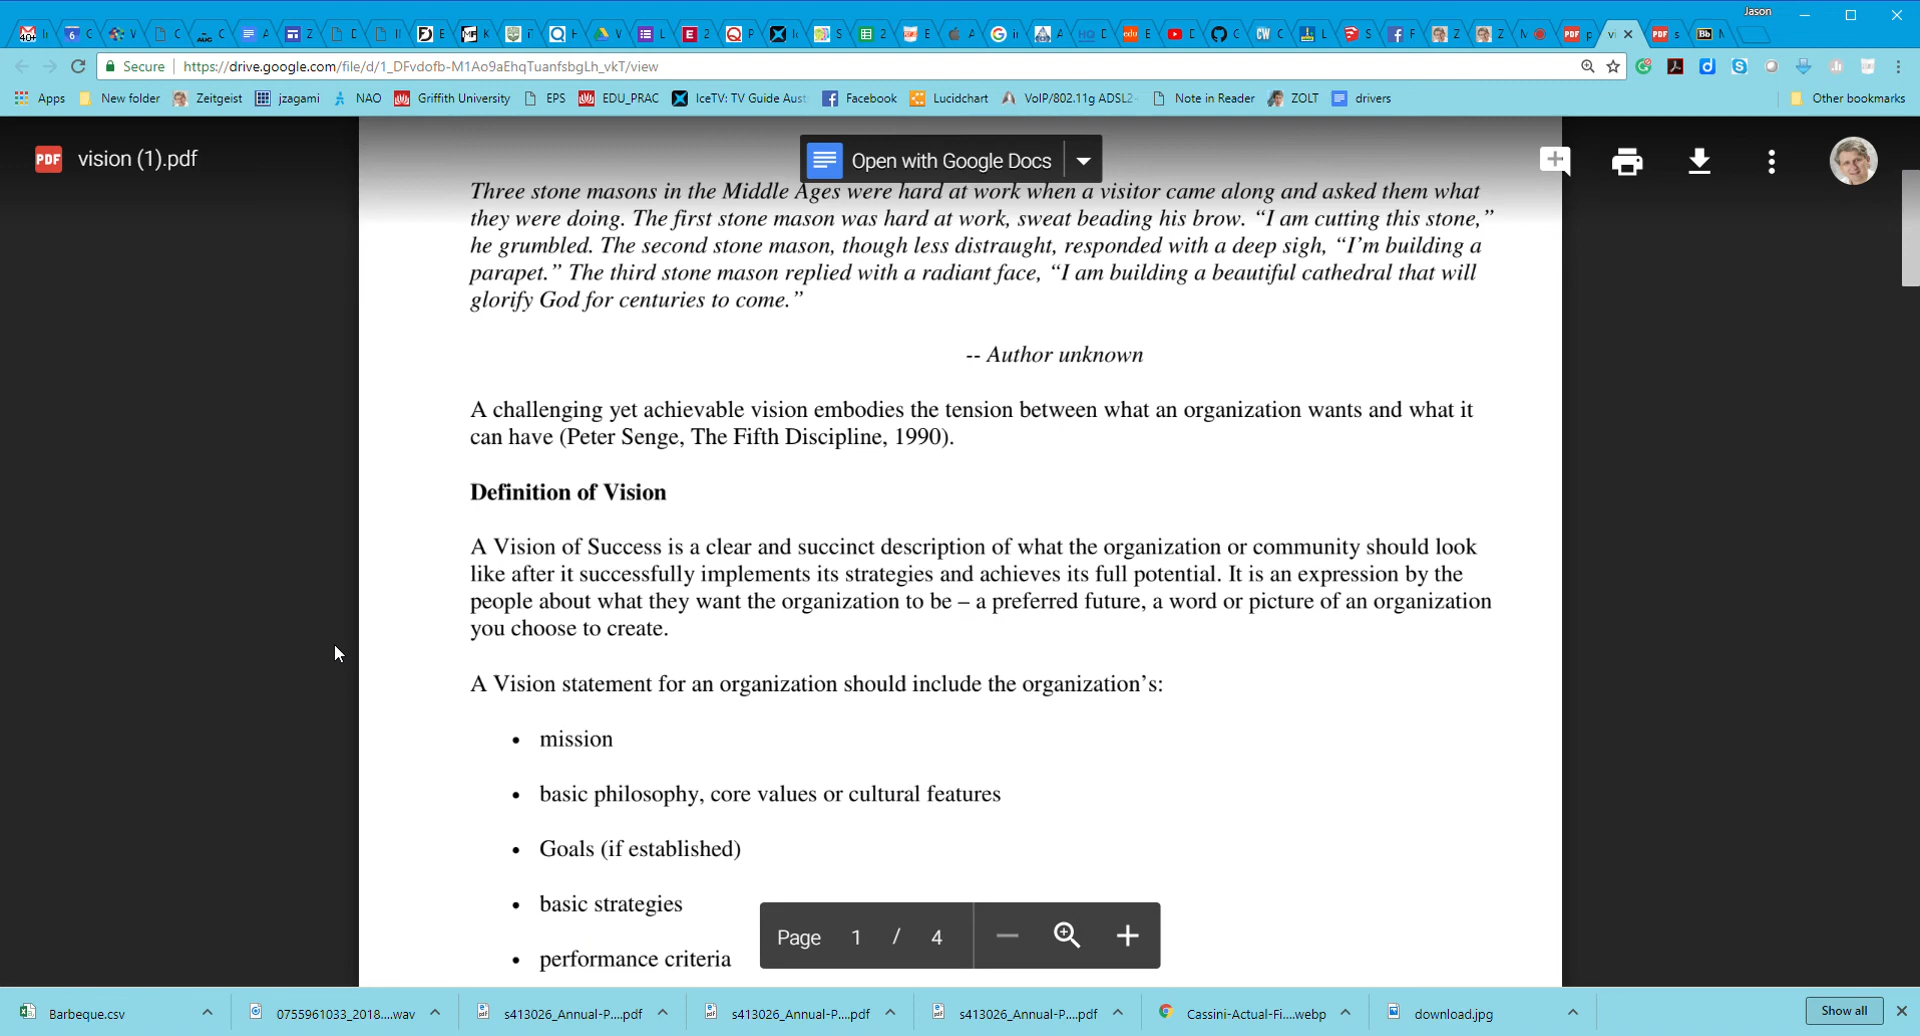 Jason
40+
Secure
https://drive.google.com/file/d/1_DFvdofb-M1Ao9aEhqTuanfsbgLh_vkT/view
Apps New folder Zeitgeist jzagami NAO Griffith University EPS EDU_PRAC IceTV: TV Guide Aust Facebook Lucidchart VoIP/802.11g ADSL2 Note in Reader ZOLT drivers Other bookmarks
PDF vision (1).pdf
Open with Google Docs
Three stone masons in the Middle Ages were hard at work when a visitor came along and asked them what
they were doing. The first stone mason was hard at work, sweat beading his brow. “I am cutting this stone,”
he grumbled. The second stone mason, though less distraught, responded with a deep sigh, “I’m building a
parapet.” The third stone mason replied with a radiant face, “I am building a beautiful cathedral that will
glorify God for centuries to come.”
-- Author unknown
A challenging yet achievable vision embodies the tension between what an organization wants and what it
can have (Peter Senge, The Fifth Discipline, 1990).
Definition of Vision
A Vision of Success is a clear and succinct description of what the organization or community should look
like after it successfully implements its strategies and achieves its full potential. It is an expression by the
people about what they want the organization to be – a preferred future, a word or picture of an organization
you choose to create.
A Vision statement for an organization should include the organization’s:
• mission
• basic philosophy, core values or cultural features
• Goals (if established)
• basic strategies
• performance criteria
Page 1 / 4
Barbeque.csv 0755961033_2018....wav s413026_Annual-P....pdf s413026_Annual-P....pdf s413026_Annual-P....pdf Cassini-Actual-Fi....webp download.jpg Show all